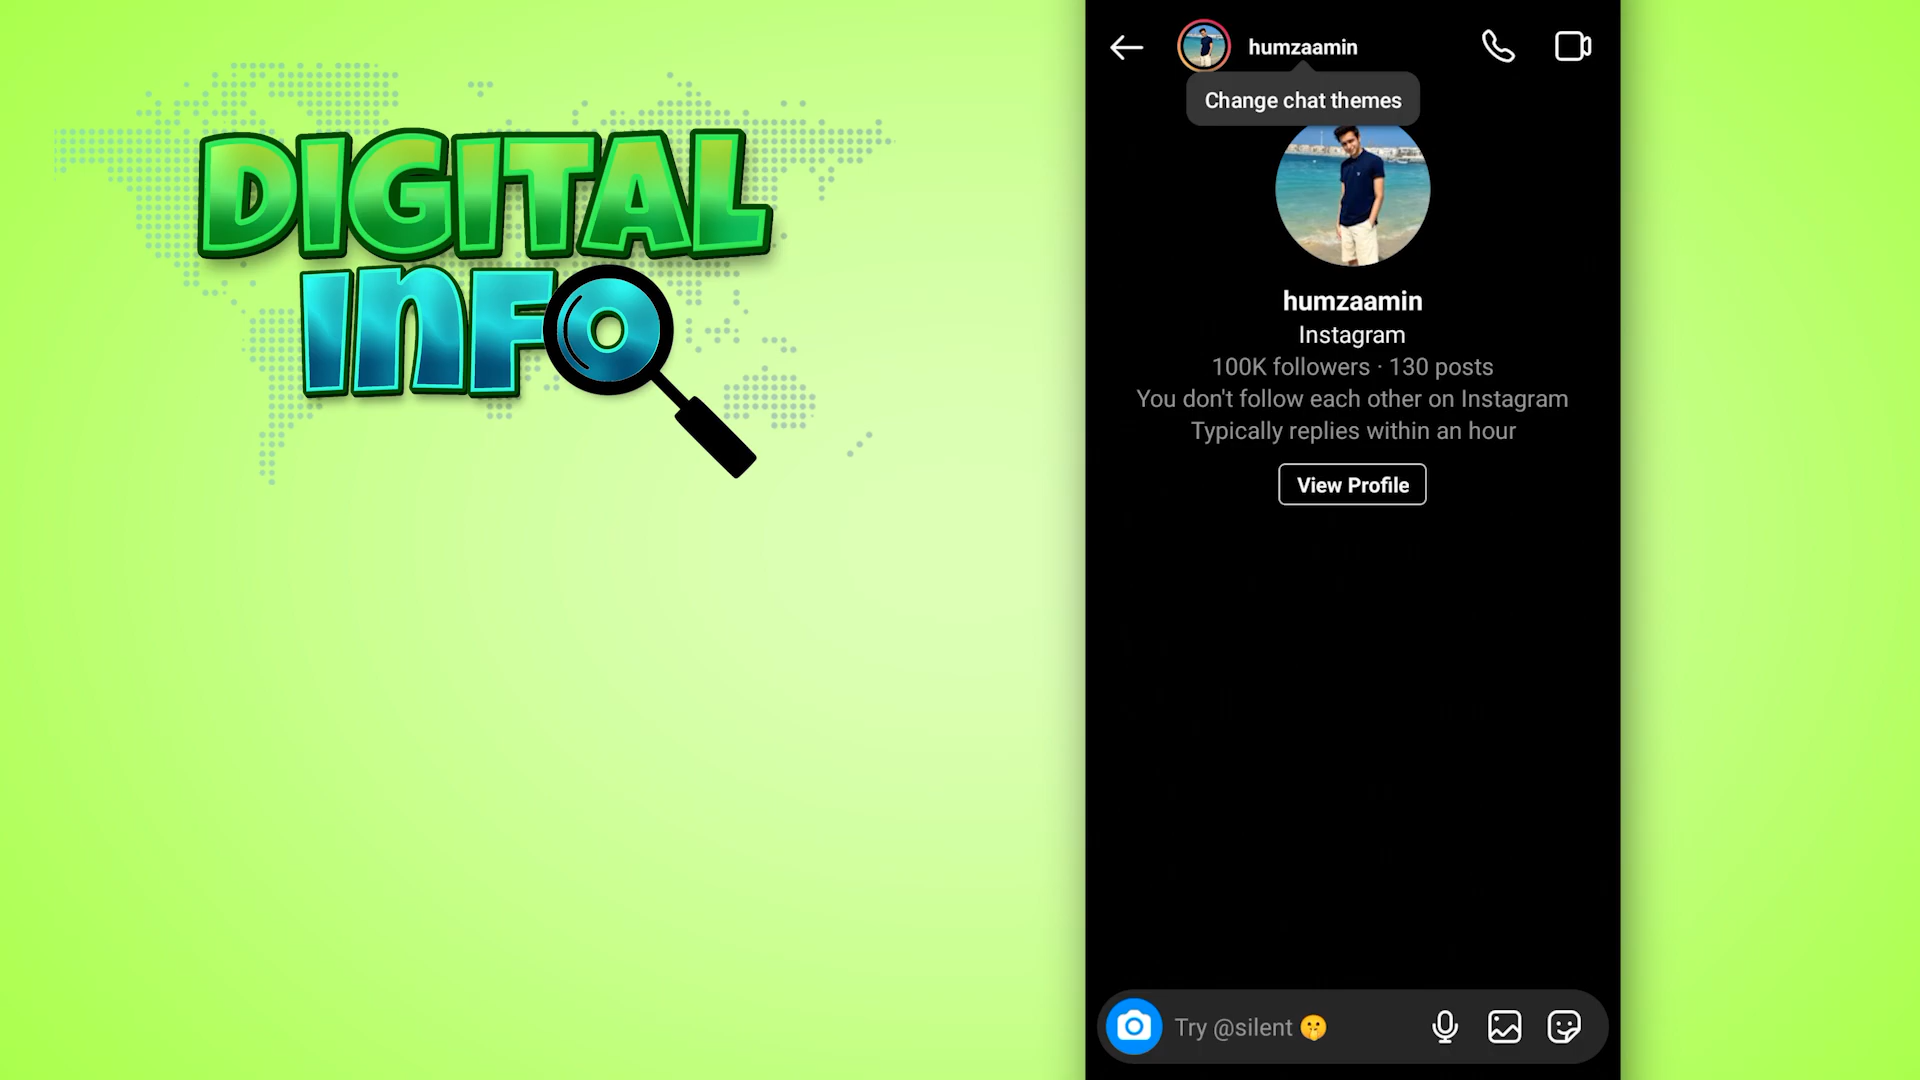 DIGITAL
INFO
humzaamin
Change chat themes
humzaamin
Instagram
100K followers · 130 posts
You don't follow each other on Instagram
Typically replies within an hour
View Profile
Try @silent 🤫